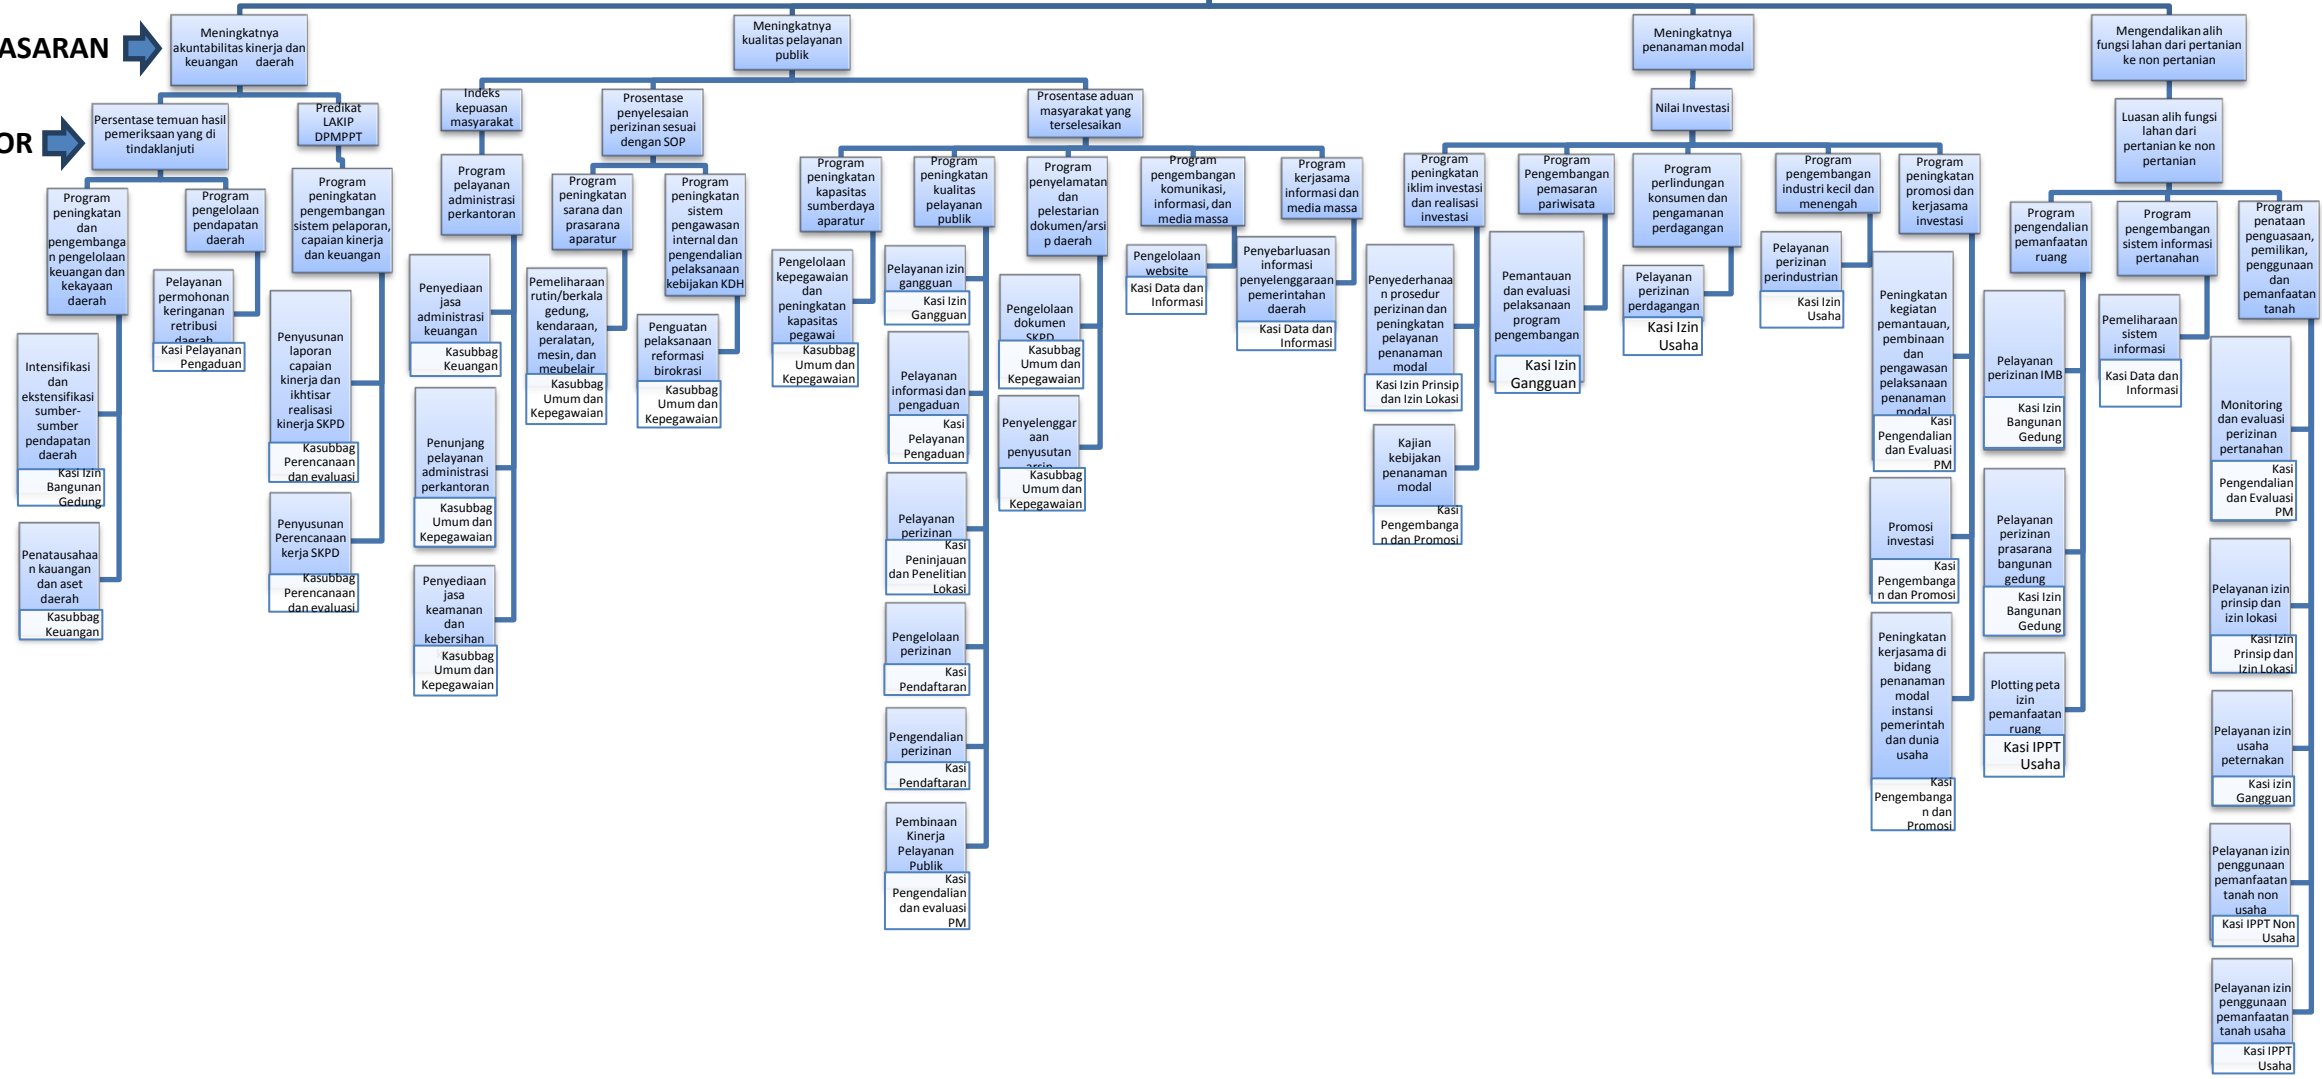 ASARAN
Meningkatnya
akuntabilitas kinerja dan
keuangan daerah
Meningkatnya
kualitas pelayanan
publik
Meningkatnya
penanaman modal
Mengendalikan alih
fungsi lahan dari pertanian
ke non pertanian
OR
Persentase temuan hasil
pemeriksaan yang di
tindaklanjuti
Predikat
LAKIP
DPMPPT
Indeks
kepuasan
masyarakat
Prosentase
penyelesaian
perizinan sesuai
dengan SOP
Prosentase aduan
masyarakat yang
terselesaikan
Nilai Investasi
Luasan alih fungsi
lahan dari
pertanian ke non
pertanian
Program
peningkatan
dan
pengembanga
n pengelolaan
keuangan dan
kekayaan
daerah
Program
pengelolaan
pendapatan
daerah
Program
peningkatan
pengembangan
sistem pelaporan,
capaian kinerja
dan keuangan
Program
pelayanan
administrasi
perkantoran
Program
peningkatan
sarana dan
prasarana
aparatur
Program
peningkatan
sistem
pengawasan
internal dan
pengendalian
pelaksanaan
kebijakan KDH
Program
peningkatan
kapasitas
sumberdaya
aparatur
Program
peningkatan
kualitas
pelayanan
publik
Program
penyelamatan
dan
pelestarian
dokumen/arsi
p daerah
Program
pengembangan
komunikasi,
informasi, dan
media massa
Program
kerjasama
informasi dan
media massa
Program
peningkatan
iklim investasi
dan realisasi
investasi
Program
Pengembangan
pemasaran
pariwisata
Program
perlindungan
konsumen dan
pengamanan
perdagangan
Program
pengembangan
industri kecil dan
menengah
Program
peningkatan
promosi dan
kerjasama
investasi
Program
pengendalian
pemanfaatan
ruang
Program
pengembangan
sistem informasi
pertanahan
Program
penataan
penguasaan,
pemilikan,
penggunaan
dan
pemanfaatan
tanah
Intensifikasi
dan
ekstensifikasi
sumber-
sumber
pendapatan
daerah
Kasi Izin
Bangunan
Gedung
Penatausahaa
n kauangan
dan aset
daerah
Kasubbag
Keuangan
Pelayanan
permohonan
keringanan
retribusi
daerah
Kasi Pelayanan
Pengaduan
Penyusunan
laporan
capaian
kinerja dan
ikhtisar
realisasi
kinerja SKPD
Kasubbag
Perencanaan
dan evaluasi
Penyusunan
Perencanaan
kerja SKPD
Kasubbag
Perencanaan
dan evaluasi
Penyediaan
jasa
administrasi
keuangan
Kasubbag
Keuangan
Penunjang
pelayanan
administrasi
perkantoran
Kasubbag
Umum dan
Kepegawaian
Penyediaan
jasa
keamanan
dan
kebersihan
Kasubbag
Umum dan
Kepegawaian
Pemeliharaan
rutin/berkala
gedung,
kendaraan,
peralatan,
mesin, dan
meubelair
Kasubbag
Umum dan
Kepegawaian
Penguatan
pelaksanaan
reformasi
birokrasi
Kasubbag
Umum dan
Kepegawaian
Pengelolaan
kepegawaian
dan
peningkatan
kapasitas
pegawai
Kasubbag
Umum dan
Kepegawaian
Pelayanan izin
gangguan
Kasi Izin
Gangguan
Pelayanan
informasi dan
pengaduan
Kasi
Pelayanan
Pengaduan
Pelayanan
perizinan
Kasi
Peninjauan
dan Penelitian
Lokasi
Pengelolaan
perizinan
Kasi
Pendaftaran
Pengendalian
perizinan
Kasi
Pendaftaran
Pembinaan
Kinerja
Pelayanan
Publik
Kasi
Pengendalian
dan evaluasi
PM
Pengelolaan
dokumen
SKPD
Kasubbag
Umum dan
Kepegawaian
Penyelenggar
aan
penyusutan
arsip
Kasubbag
Umum dan
Kepegawaian
Pengelolaan
website
Kasi Data dan
Informasi
Penyebarluasan
informasi
penyelenggaraan
pemerintahan
daerah
Kasi Data dan
Informasi
Penyederhanaa
n prosedur
perizinan dan
peningkatan
pelayanan
penanaman
modal
Kasi Izin Prinsip
dan Izin Lokasi
Kajian
kebijakan
penanaman
modal
Kasi
Pengembanga
n dan Promosi
Pemantauan
dan evaluasi
pelaksanaan
program
pengembangan
Kasi Izin
Gangguan
Pelayanan
perizinan
perdagangan
Kasi Izin
Usaha
Pelayanan
perizinan
perindustrian
Kasi Izin
Usaha
Peningkatan
kegiatan
pemantauan,
pembinaan
dan
pengawasan
pelaksanaan
penanaman
modal
Kasi
Pengendalian
dan Evaluasi
PM
Promosi
investasi
Kasi
Pengembanga
n dan Promosi
Peningkatan
kerjasama di
bidang
penanaman
modal
instansi
pemerintah
dan dunia
usaha
Kasi
Pengembanga
n dan
Promosi
Pelayanan
perizinan IMB
Kasi Izin
Bangunan
Gedung
Pelayanan
perizinan
prasarana
bangunan
gedung
Kasi Izin
Bangunan
Gedung
Plotting peta
izin
pemanfaatan
ruang
Kasi IPPT
Usaha
Pemeliharaan
sistem
informasi
Kasi Data dan
Informasi
Monitoring
dan evaluasi
perizinan
pertanahan
Kasi
Pengendalian
dan Evaluasi
PM
Pelayanan izin
prinsip dan
izin lokasi
Kasi Izin
Prinsip dan
Izin Lokasi
Pelayanan izin
usaha
peternakan
Kasi izin
Gangguan
Pelayanan izin
penggunaan
pemanfaatan
tanah non
usaha
Kasi IPPT Non
Usaha
Pelayanan izin
penggunaan
pemanfaatan
tanah usaha
Kasi IPPT
Usaha